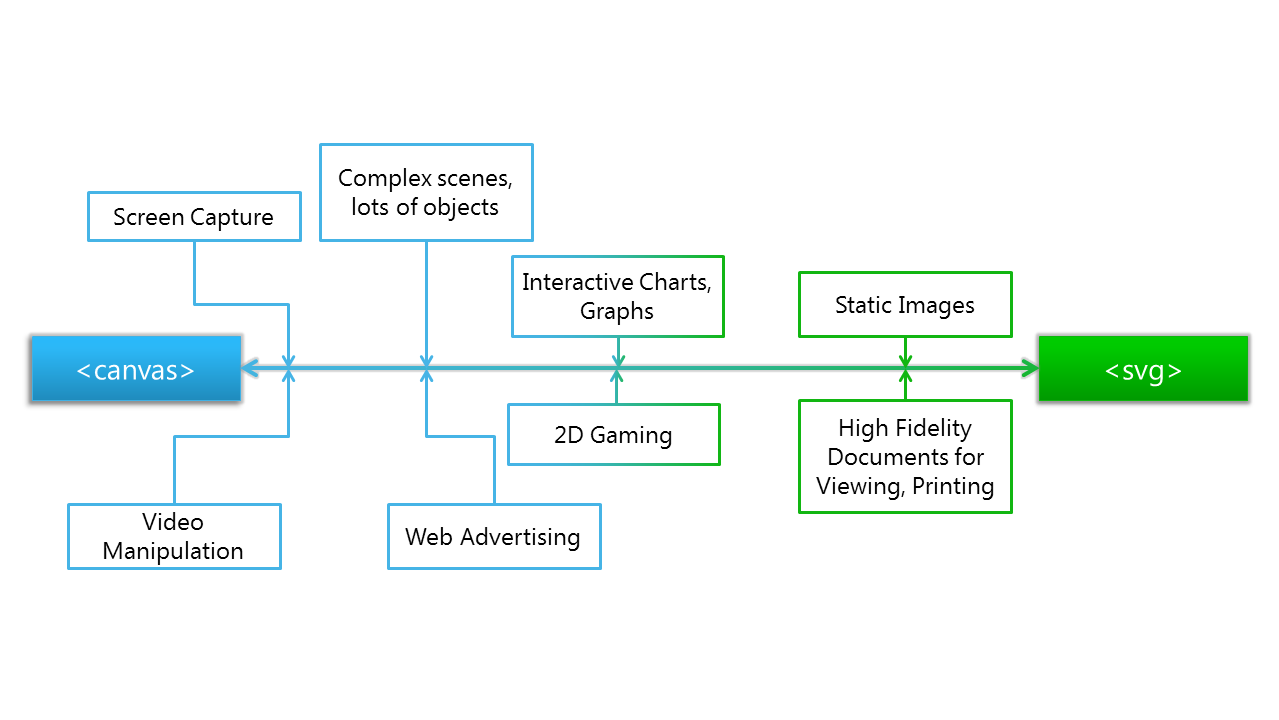 Complex scenes,
lots of objects
Screen Capture
Interactive Charts,
Graphs
Static Images
<canvas>
<svg>
2D Gaming
High Fidelity
Documents for
Viewing, Printing
Video
Manipulation
Web Advertising